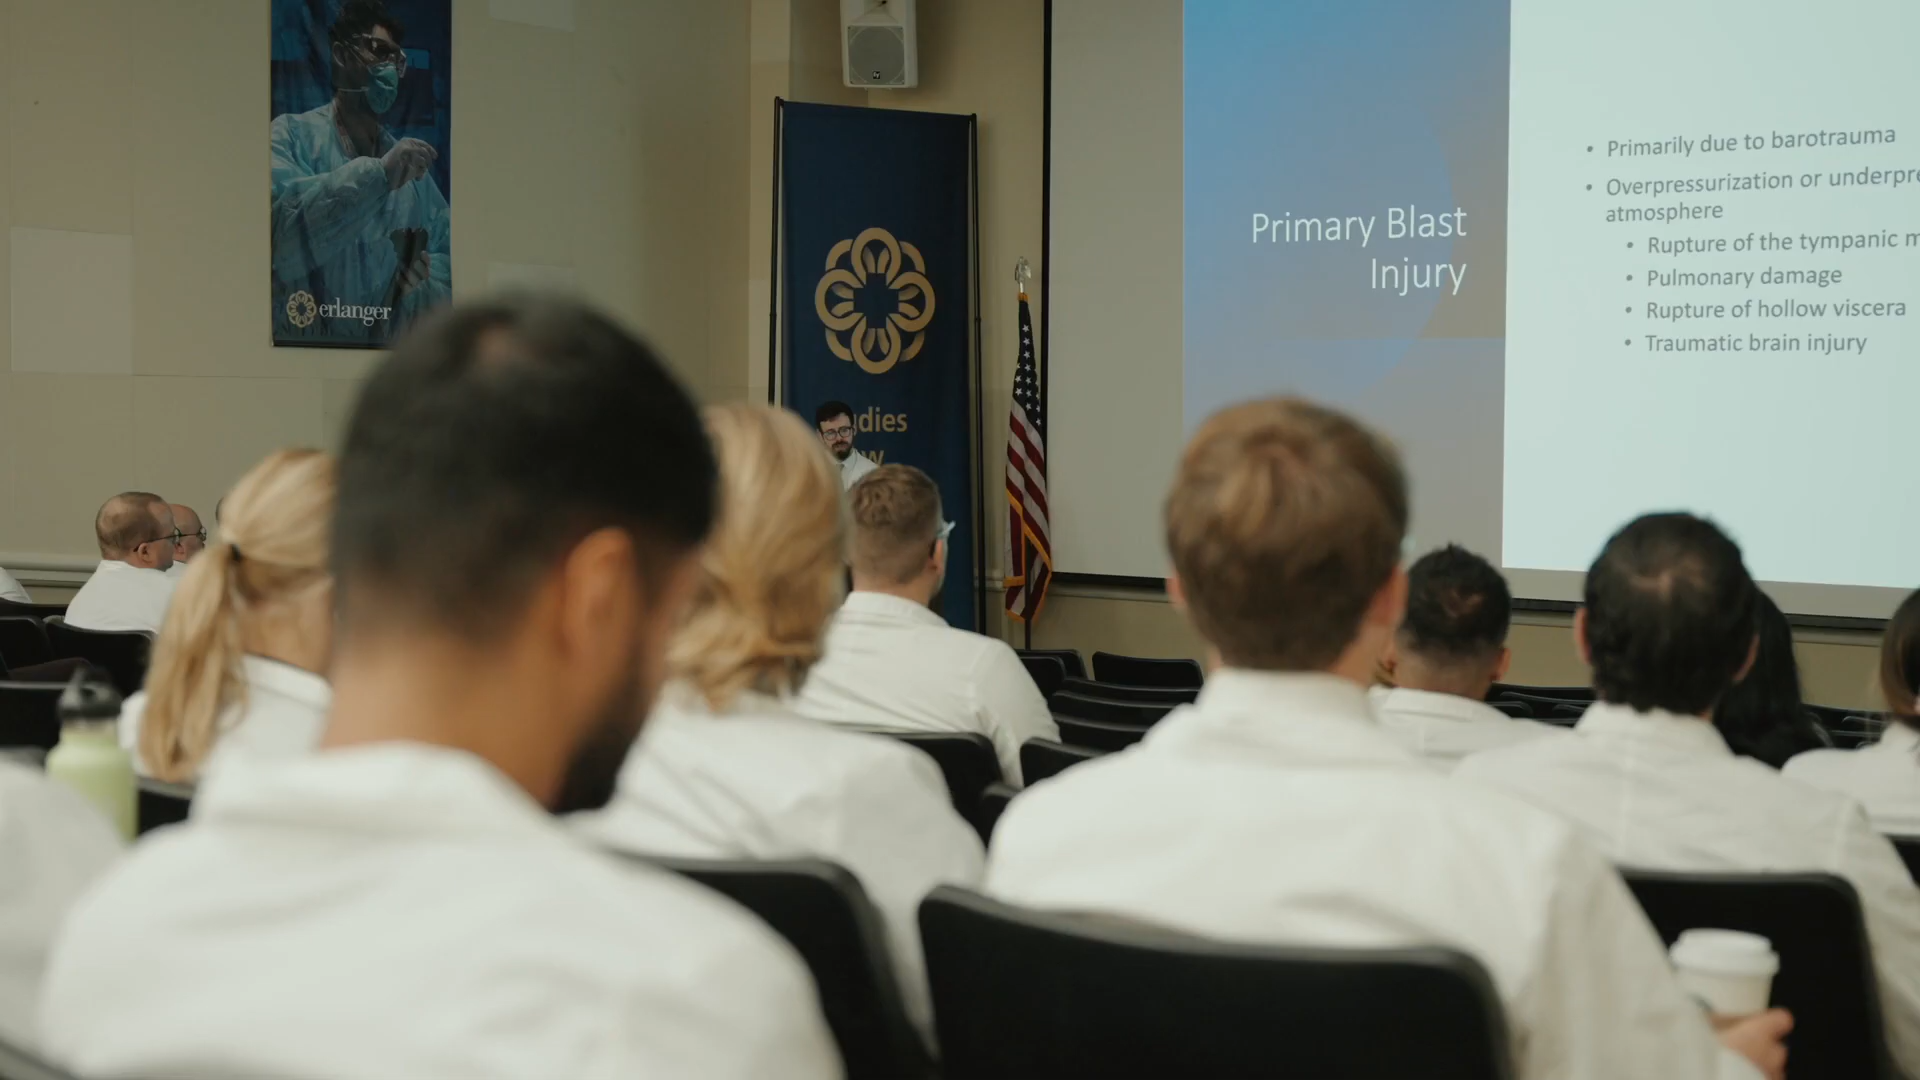 erlanger
dies
w
Primary Blast
Injury
• Primarily due to barotrauma
• Overpressurization or underpre
atmosphere
• Rupture of the tympanic m
• Pulmonary damage
• Rupture of hollow viscera
• Traumatic brain injury